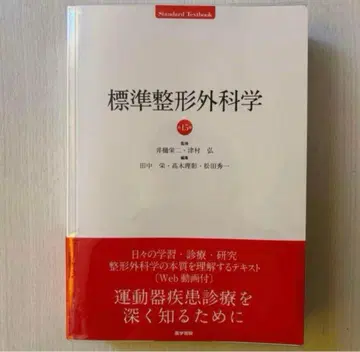 Standard Textbook
標準整形外科学
第15版
監修
井樋栄二・津村 弘
編集
田中 栄・高木理彰・松田秀一
日々の学習・診療・研究
整形外科学の本質を理解するテキスト
〔Web動画付〕
運動器疾患診療を
深く知るために
医学書院